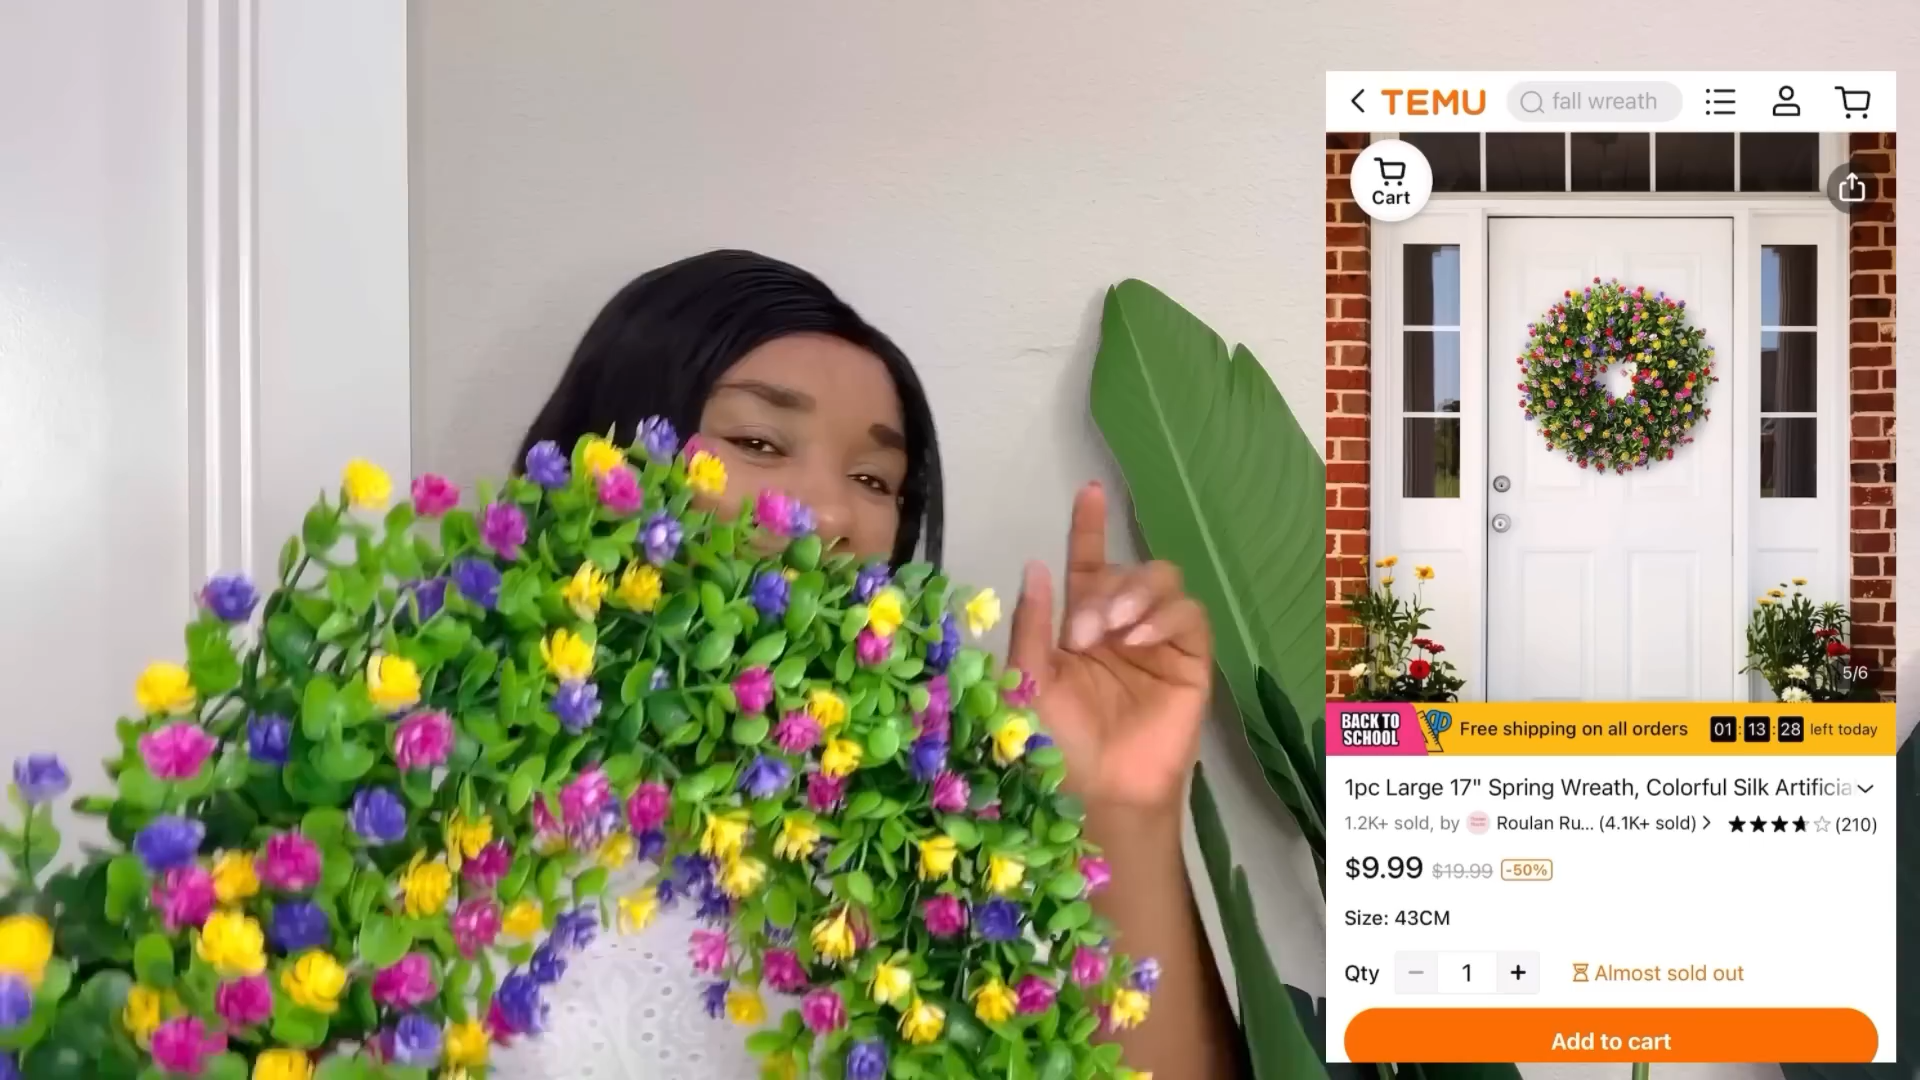 TEMU
fall wreath
Cart
5/6
BACK TO
SCHOOL
Free shipping on all orders
01:13:28 left today
1pc Large 17" Spring Wreath, Colorful Silk Artificia
1.2K+ sold, by Roulan Ru... (4.1K+ sold) (210)
$9.99 $19.99 -50%
Size: 43CM
Qty − 1 + Almost sold out
Add to cart